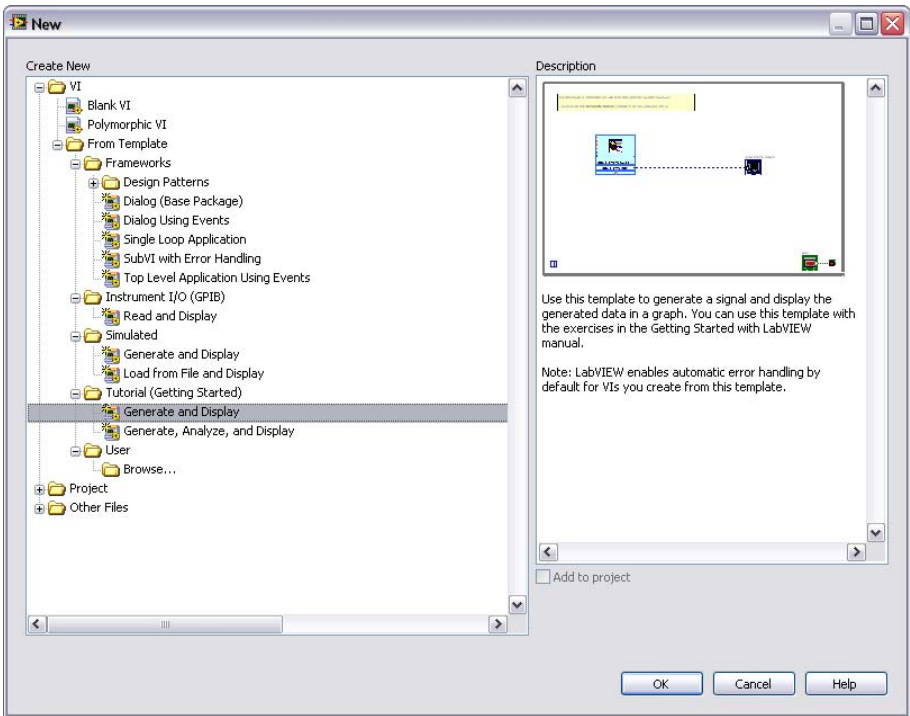 New
Create New
VI
Blank VI
Polymorphic VI
From Template
Frameworks
Design Patterns
Dialog (Base Package)
Dialog Using Events
Single Loop Application
SubVI with Error Handling
Top Level Application Using Events
Instrument I/O (GPIB)
Read and Display
Simulated
Generate and Display
Load from File and Display
Tutorial (Getting Started)
Generate and Display
Generate, Analyze, and Display
User
Browse...
Project
Other Files
Description
Use this template to generate a signal and display the
generated data in a graph. You can use this template with
the exercises in the Getting Started with LabVIEW
manual.
Note: LabVIEW enables automatic error handling by
default for VIs you create from this template.
Add to project
OK
Cancel
Help